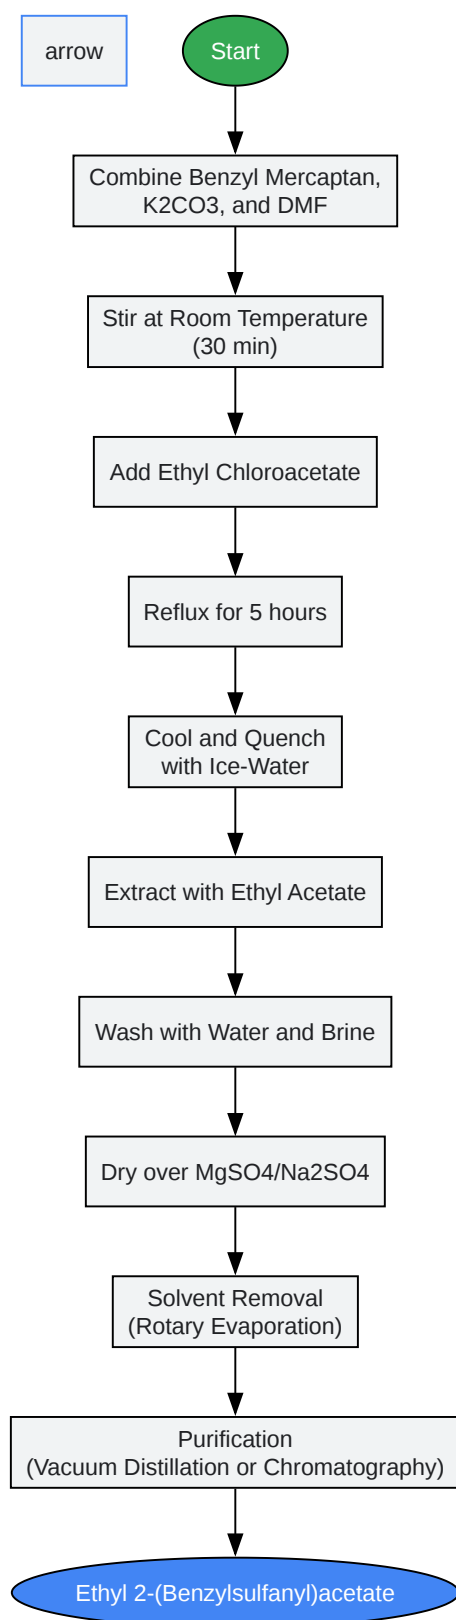 arrow
Start
Combine Benzyl Mercaptan,
K2CO3, and DMF
Stir at Room Temperature
(30 min)
Add Ethyl Chloroacetate
Reflux for 5 hours
Cool and Quench
with Ice-Water
Extract with Ethyl Acetate
Wash with Water and Brine
Dry over MgSO4/Na2SO4
Solvent Removal
(Rotary Evaporation)
Purification
(Vacuum Distillation or Chromatography)
Ethyl 2-(Benzylsulfanyl)acetate